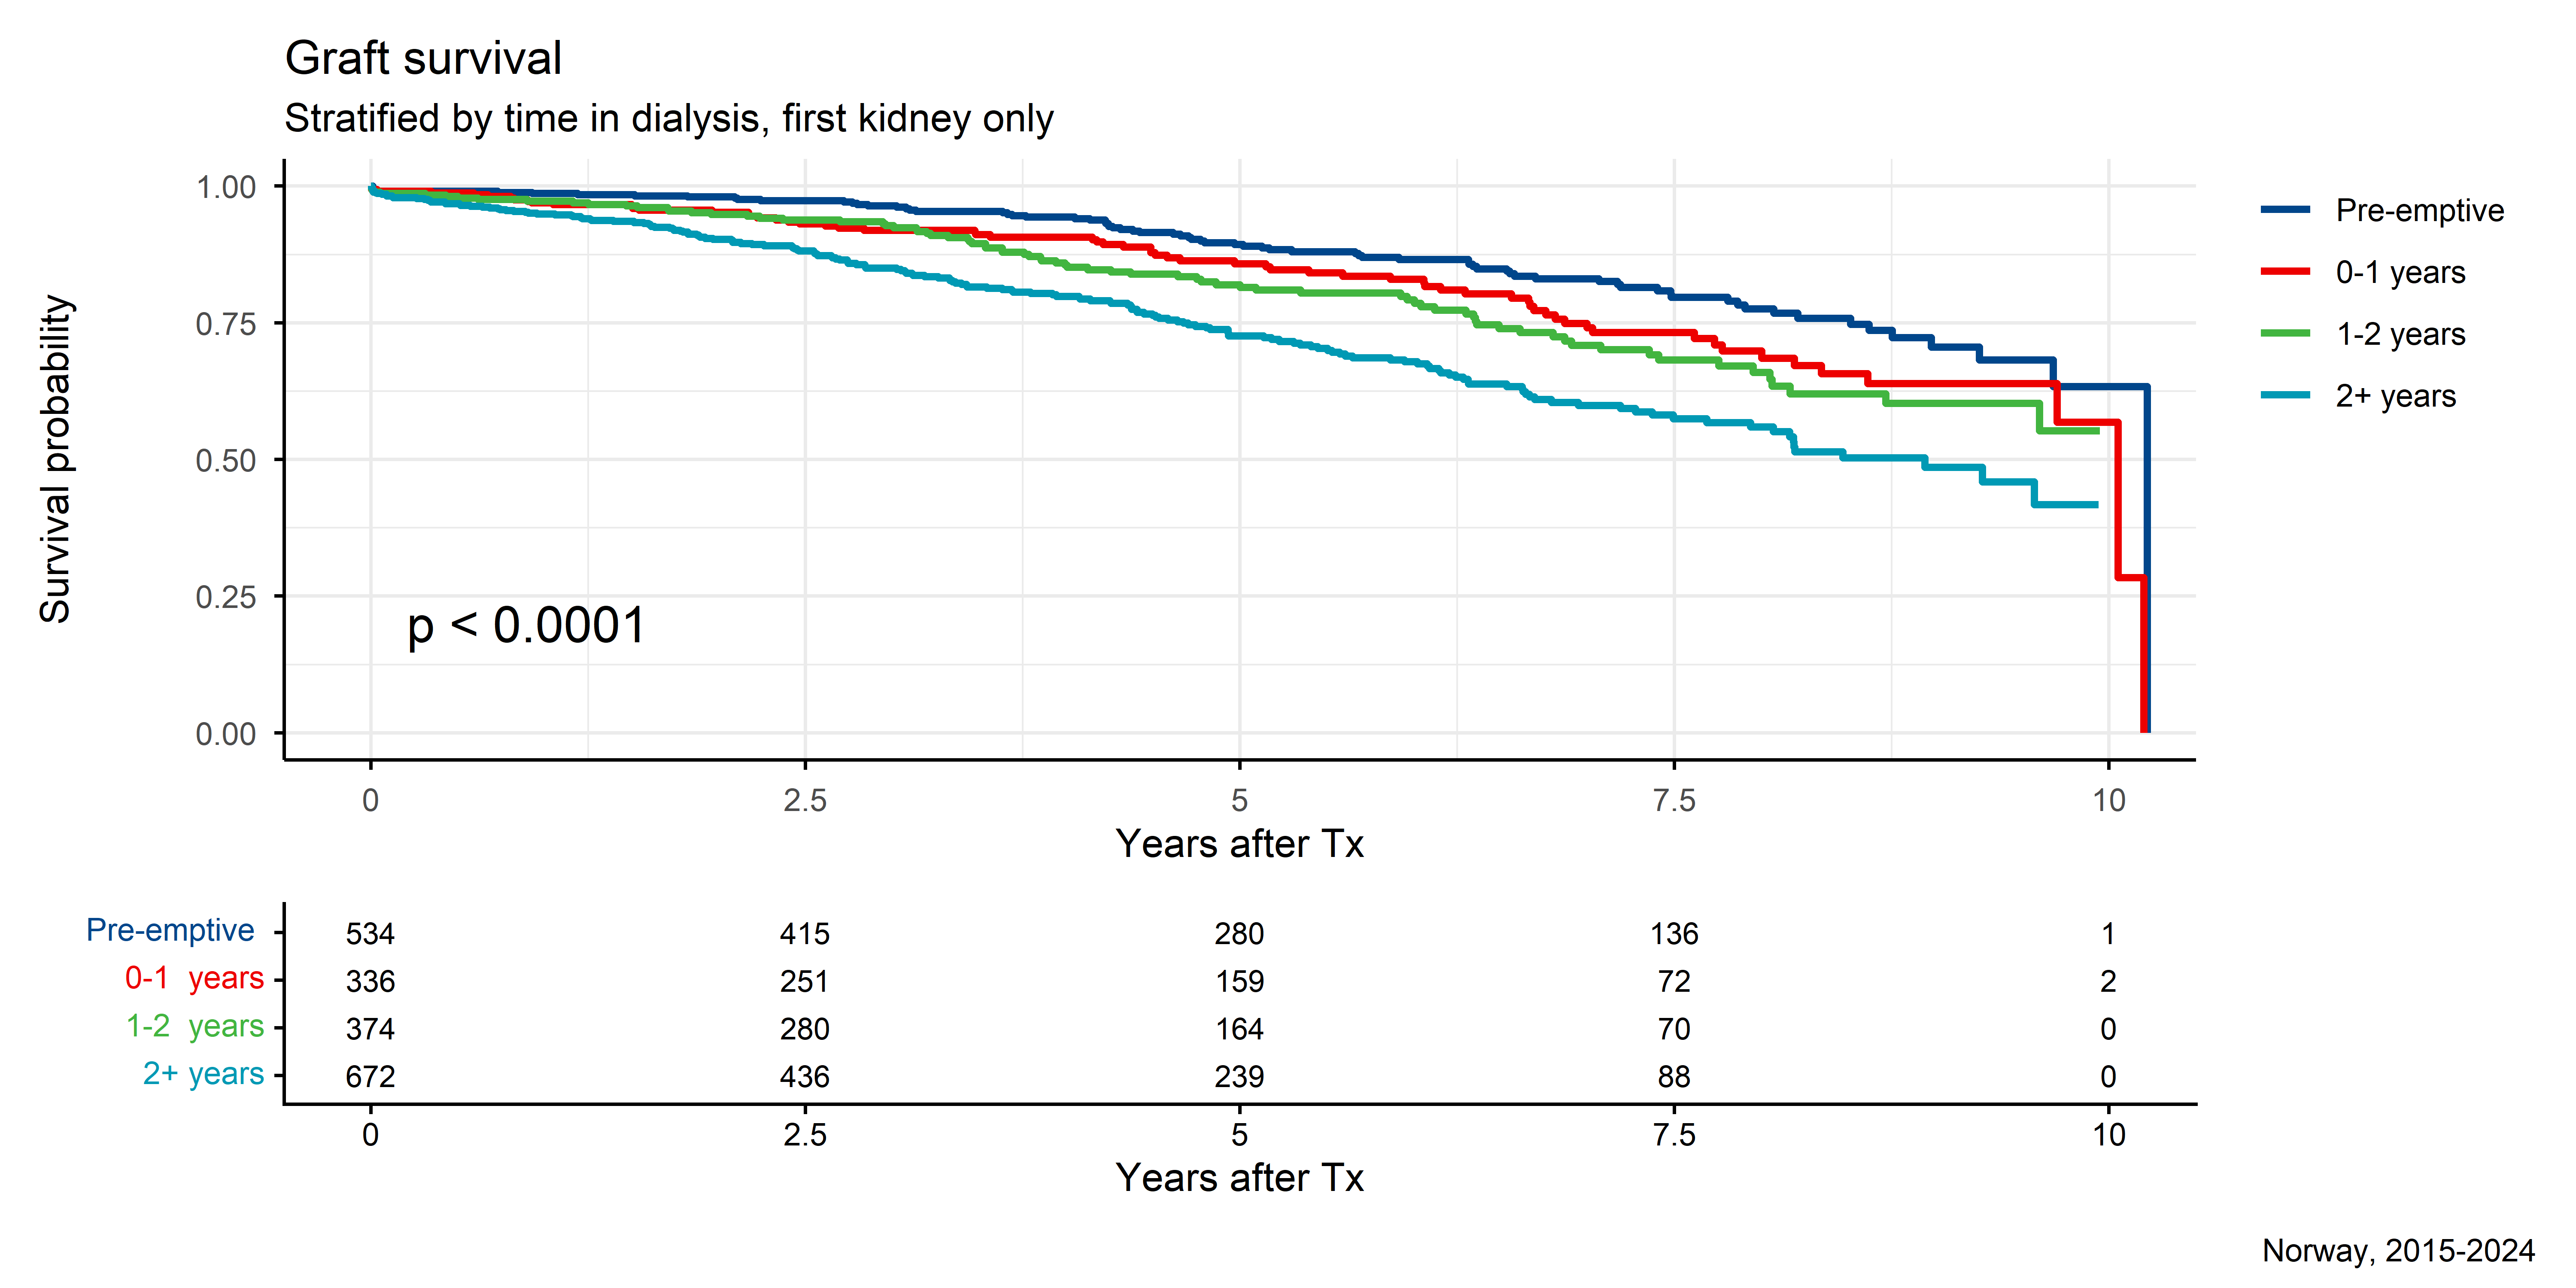 Graft survival
Stratified by time in dialysis, first kidney only
Survival probability
1.00
0.75
0.50
0.25
0.00
p < 0.0001
0 2.5 5 7.5 10
Years after Tx
Pre-emptive
0-1 years
1-2 years
2+ years
Pre-emptive 534 415 280 136 1
0-1 years 336 251 159 72 2
1-2 years 374 280 164 70 0
2+ years 672 436 239 88 0
0 2.5 5 7.5 10
Years after Tx
Norway, 2015-2024